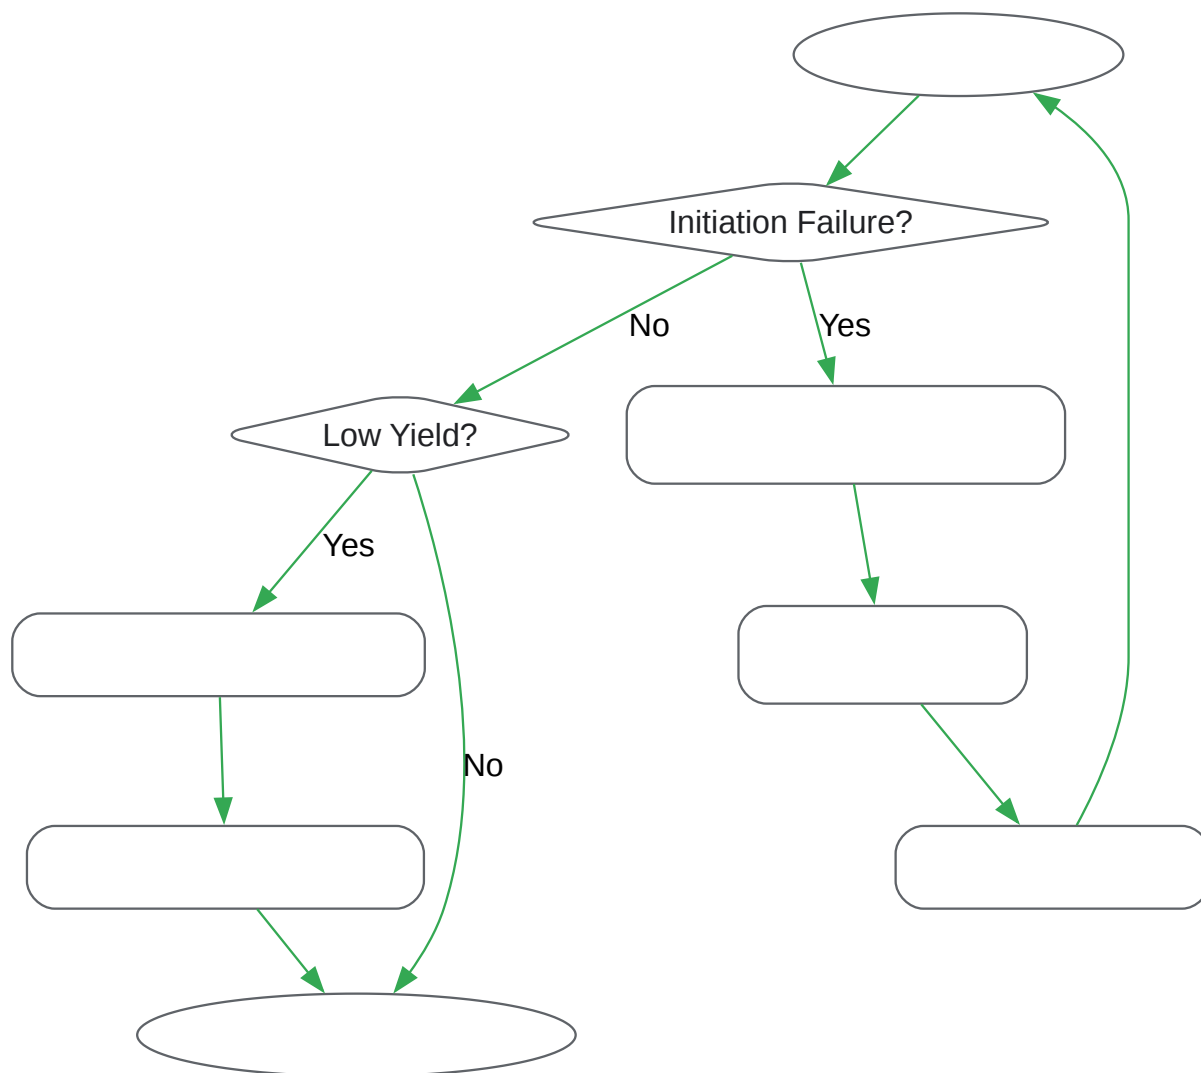 Initiation Failure?
No
Yes
Low Yield?
Yes
No